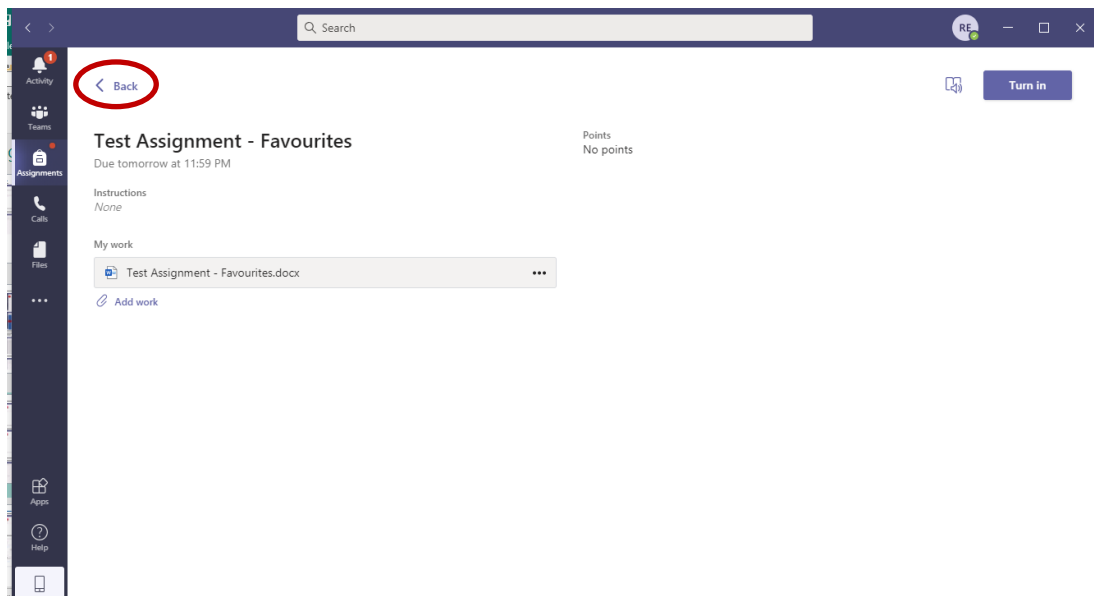 Search
RE
1
Activity
Back
Turn in
Teams
Test Assignment - Favourites
Points
No points
Due tomorrow at 11:59 PM
Assignments
Instructions
None
Calls
My work
Files
Test Assignment - Favourites.docx
Add work
Apps
Help